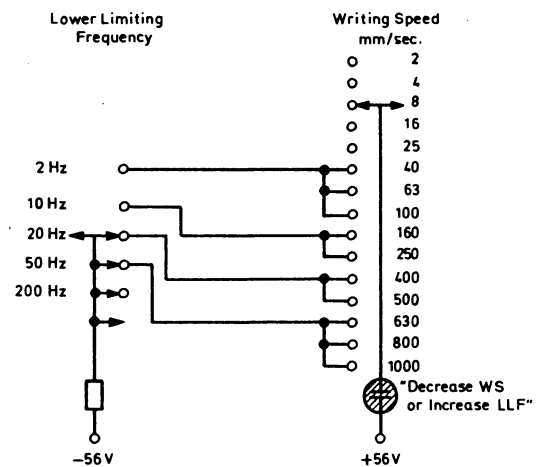 Lower Limiting
Frequency
Writing Speed
mm/sec.
2
4
8
16
25
2 Hz
40
63
10 Hz
100
20 Hz
160
250
50 Hz
400
200 Hz
500
630
800
1000
"Decrease WS
or Increase LLF"
-56V
+56V